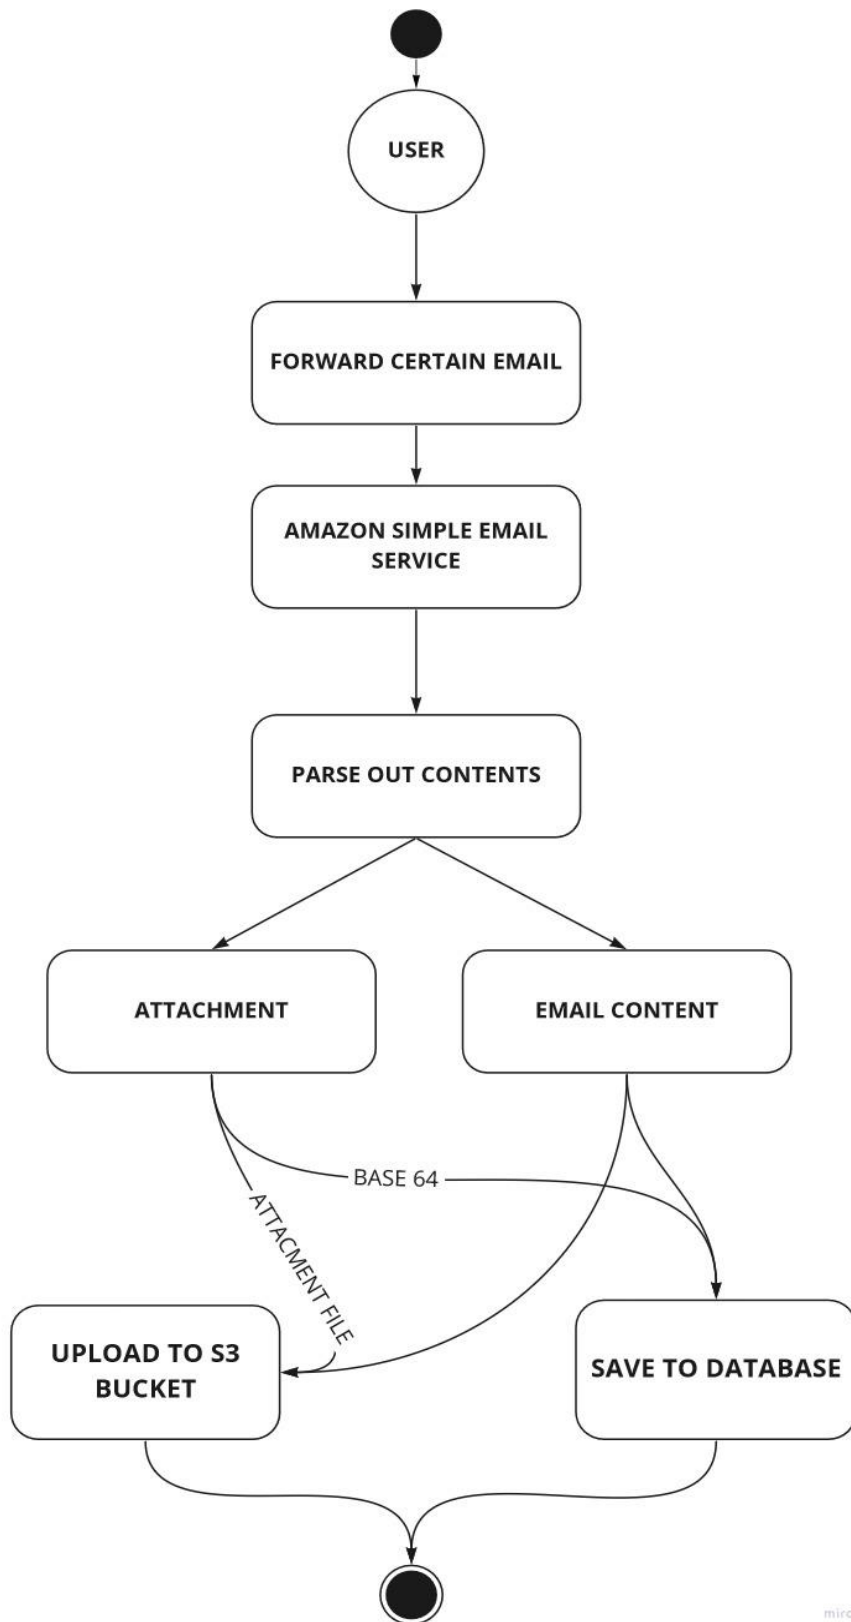 USER
FORWARD CERTAIN EMAIL
AMAZON SIMPLE EMAIL
SERVICE
PARSE OUT CONTENTS
ATTACHMENT
EMAIL CONTENT
BASE 64
ATTACMENT FILE
UPLOAD TO S3
BUCKET
SAVE TO DATABASE
miro